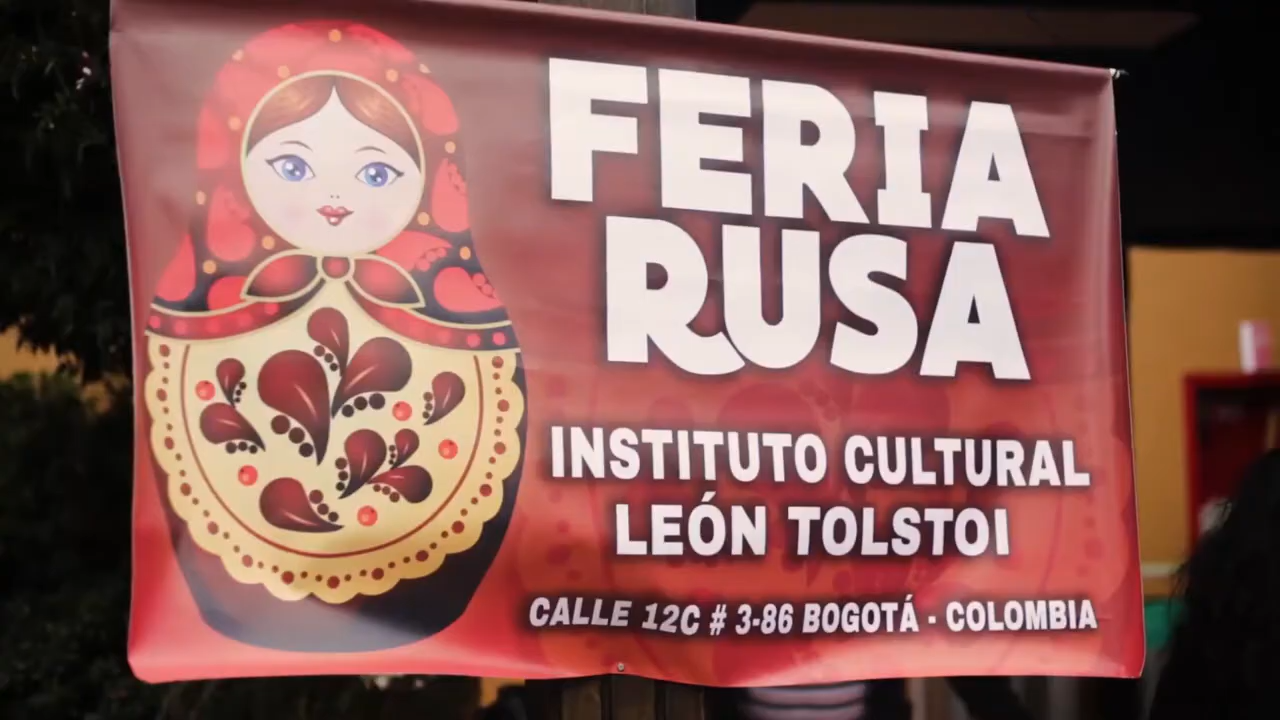 FERIA
RUSA
INSTITUTO CULTURAL
LEÓN TOLSTOI
CALLE 12C # 3-86 BOGOTÁ - COLOMBIA